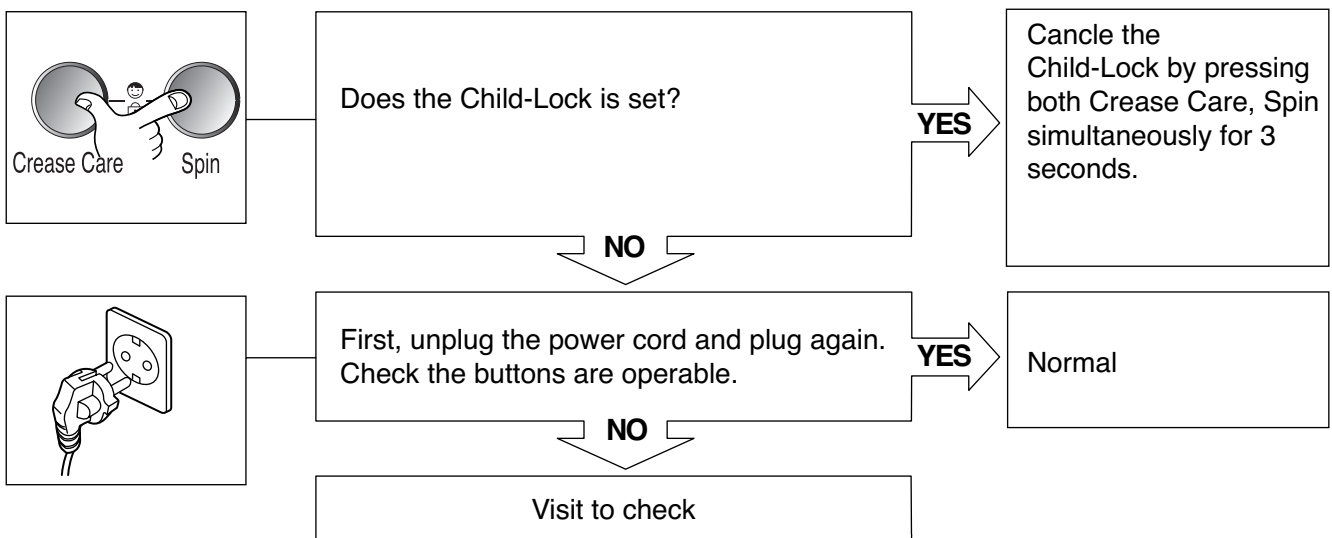 Crease Care
Spin
Does the Child-Lock is set?
YES
Cancle the
Child-Lock by pressing
both Crease Care, Spin
simultaneously for 3
seconds.
NO
First, unplug the power cord and plug again.
Check the buttons are operable.
YES
Normal
NO
Visit to check